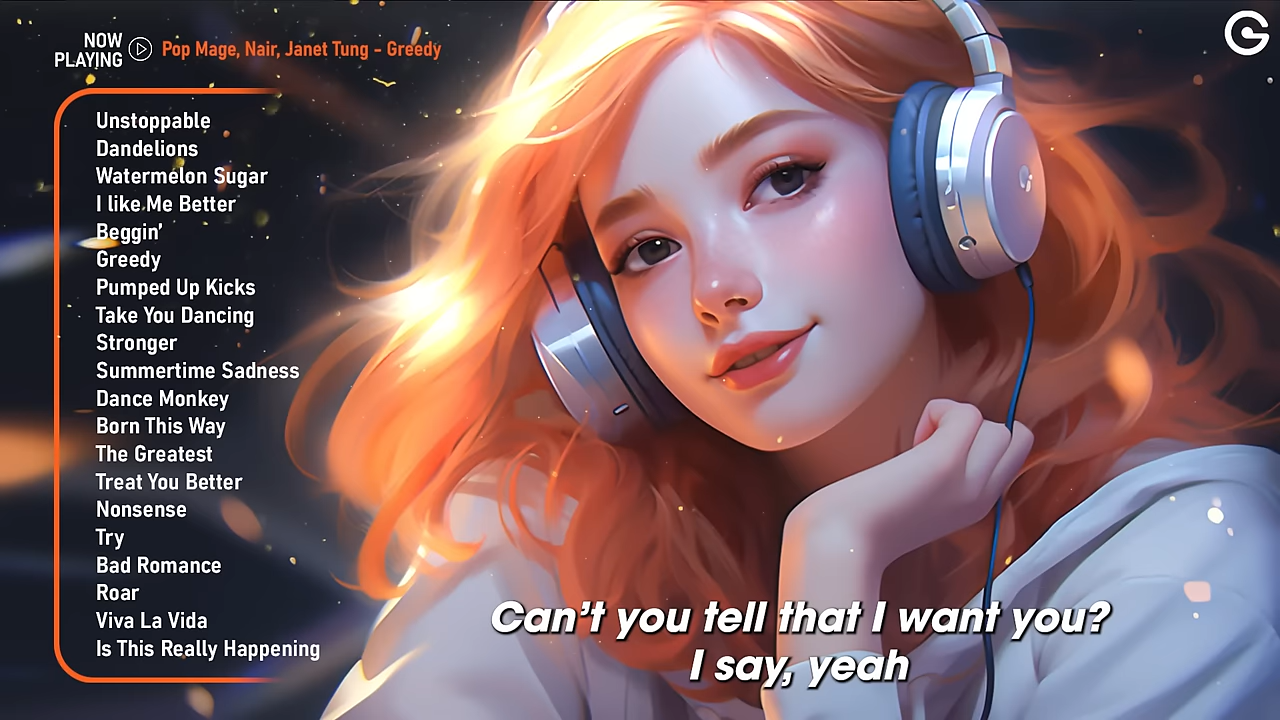 NOW
PLAYING
Pop Mage, Nair, Janet Tung - Greedy
Unstoppable
Dandelions
Watermelon Sugar
I like Me Better
Beggin’
Greedy
Pumped Up Kicks
Take You Dancing
Stronger
Summertime Sadness
Dance Monkey
Born This Way
The Greatest
Treat You Better
Nonsense
Try
Bad Romance
Roar
Viva La Vida
Is This Really Happening
Can’t you tell that I want you?
I say, yeah